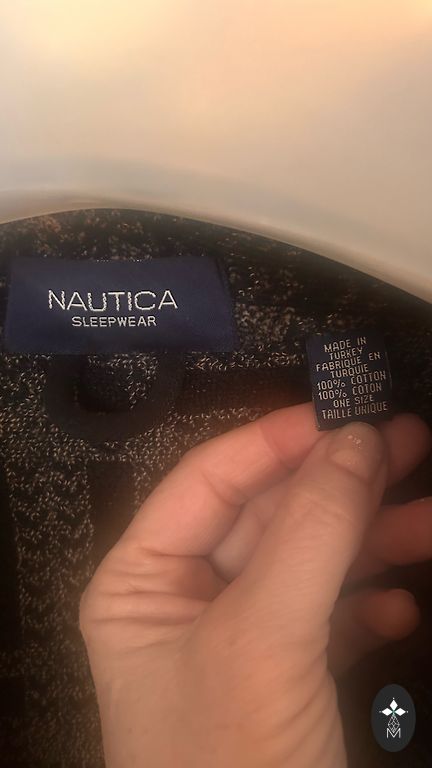 NAUTICA
SLEEPWEAR
MADE IN
TURKEY
FABRIQUE EN
TURQUIE
100% COTTON
100% COTON
ONE SIZE
TAILLE UNIQUE
M